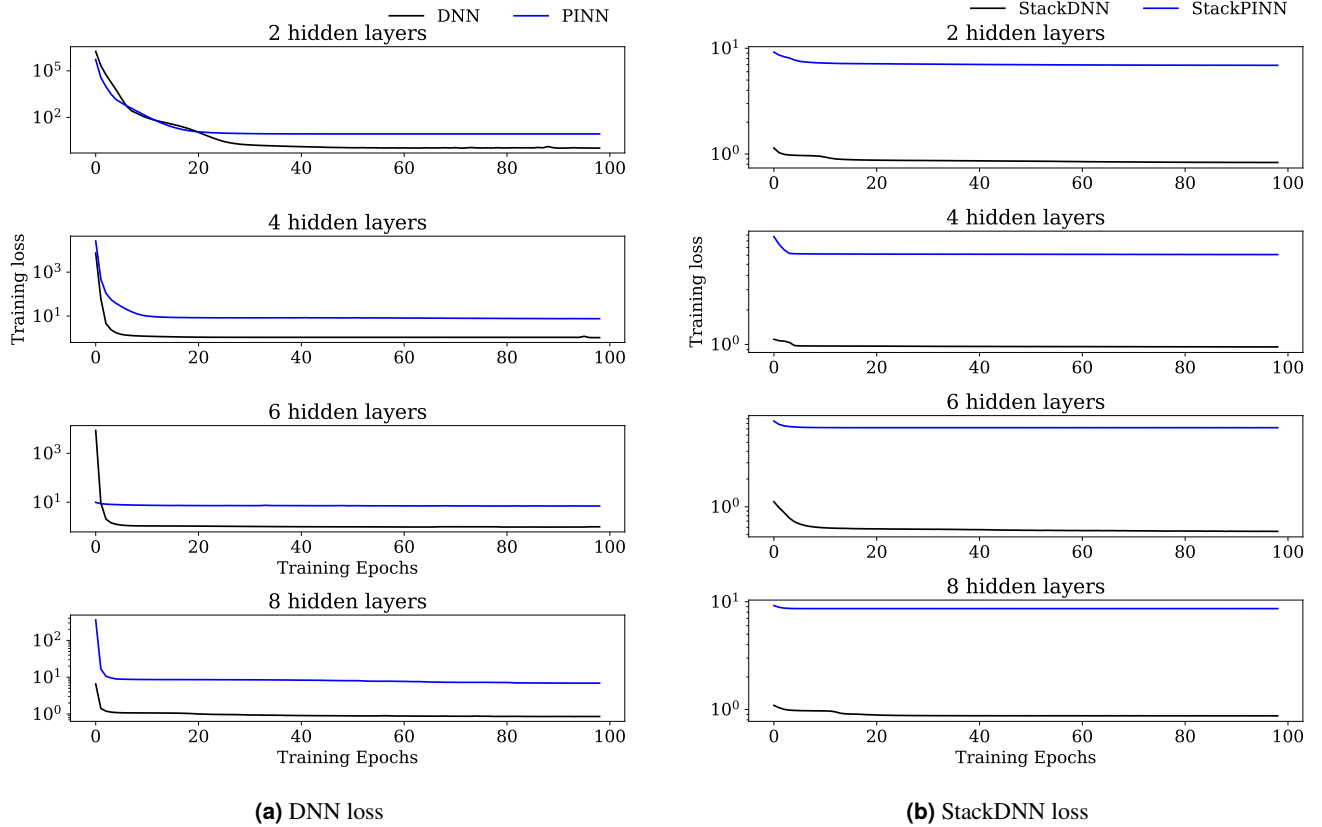 DNN PINN
2 hidden layers
10^5
10^2
0 20 40 60 80 100
4 hidden layers
10^3
10^1
0 20 40 60 80 100
Training loss
6 hidden layers
10^3
10^1
0 20 40 60 80 100
Training Epochs
8 hidden layers
10^2
10^1
10^0
0 20 40 60 80 100
Training Epochs
(a) DNN loss
StackDNN StackPINN
2 hidden layers
10^1
10^0
0 20 40 60 80 100
4 hidden layers
10^0
0 20 40 60 80 100
Training loss
6 hidden layers
10^0
0 20 40 60 80 100
8 hidden layers
10^1
10^0
0 20 40 60 80 100
Training Epochs
(b) StackDNN loss